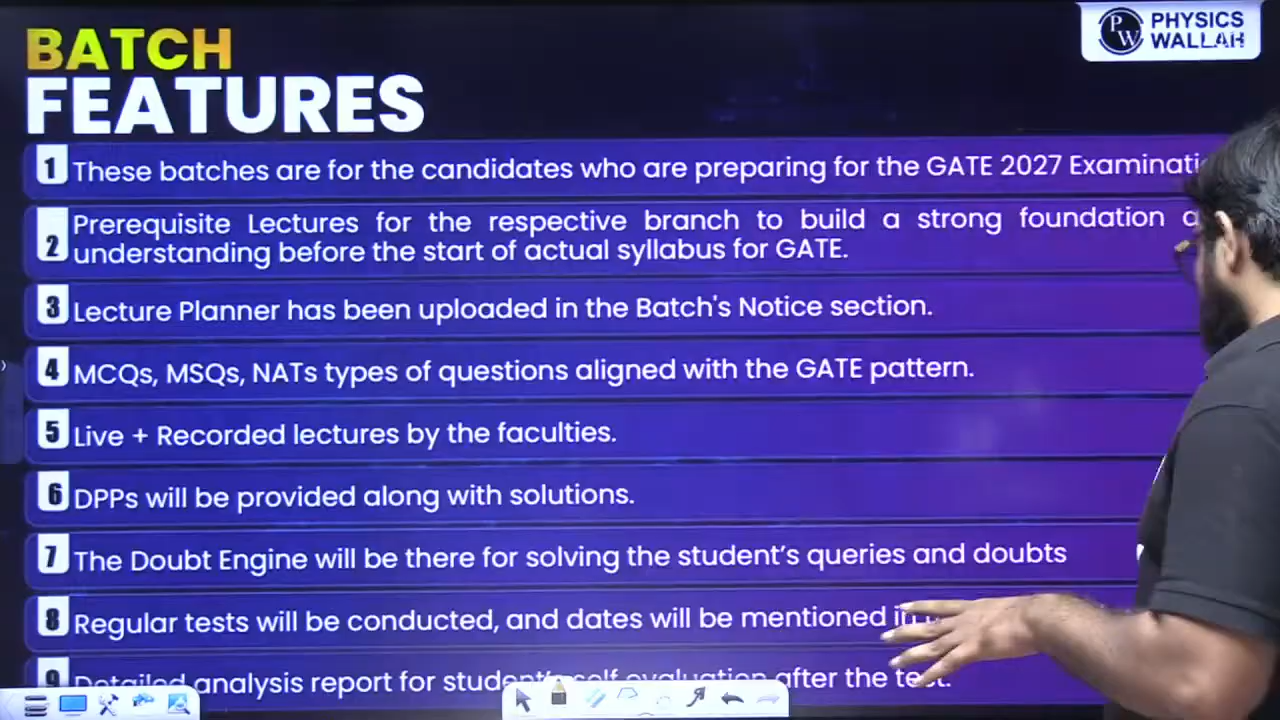 BATCH
FEATURES
PHYSICS
WALLAH
1 These batches are for the candidates who are preparing for the GATE 2027
2 Prerequisite Lectures for the respective branch to build a strong foundation
understanding before the start of actual syllabus for GATE.
3 Lecture Planner has been uploaded in the Batch's Notice section.
4 MCQs, MSQs, NATs types of questions aligned with the GATE pattern.
5 Live + Recorded lectures by the faculties.
6 DPPs will be provided along with solutions.
7 The Doubt Engine will be there for solving the student's queries and doubts
8 Regular tests will be conducted, and dates will be mentioned
9 Detailed analysis report for student's self evaluation after the test.